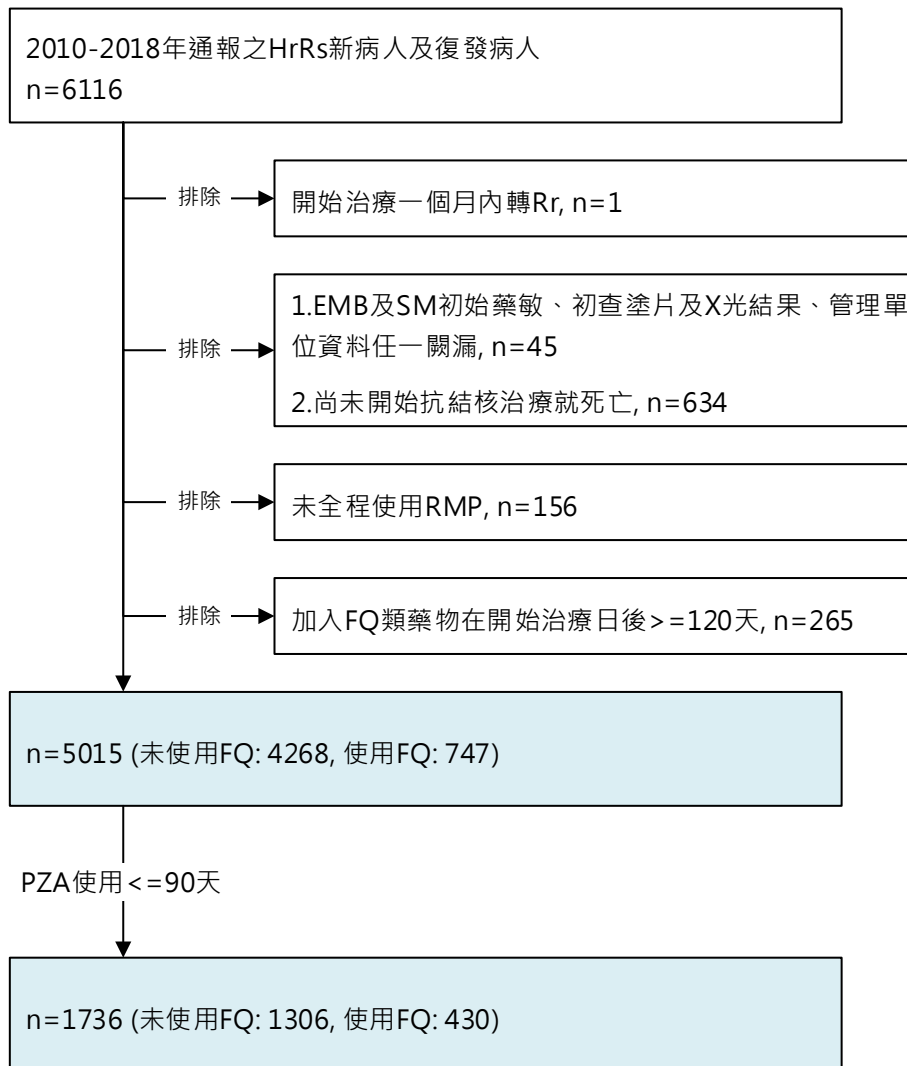 2010-2018年通報之HrRs新病人及復發病人
n=6116
排除
開始治療一個月內轉Rr, n=1
排除
1.EMB及SM初始藥敏、初查塗片及X光結果、管理單
位資料任一闕漏, n=45
2.尚未開始抗結核治療就死亡, n=634
排除
未全程使用RMP, n=156
排除
加入FQ類藥物在開始治療日後>=120天, n=265
n=5015 (未使用FQ: 4268, 使用FQ: 747)
PZA使用<=90天
n=1736 (未使用FQ: 1306, 使用FQ: 430)